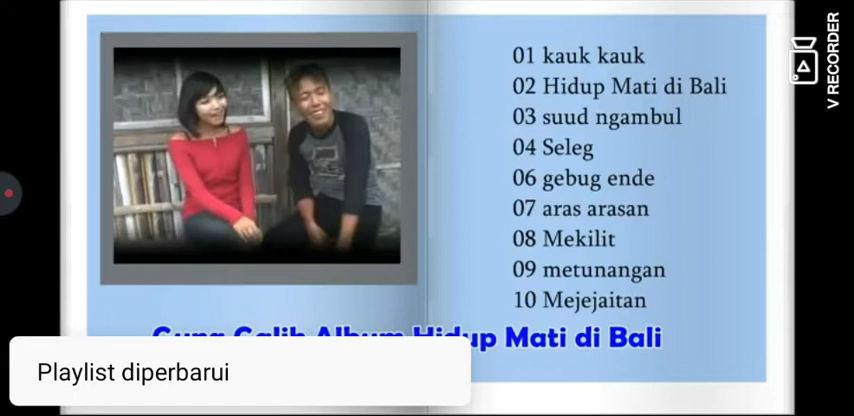 01 kauk kauk
02 Hidup Mati di Bali
03 suud ngambul
04 Seleg
06 gebug ende
07 aras arasan
08 Mekilit
09 metunangan
10 Mejejaitan
Album Hidup Mati di Bali
Playlist diperbarui
V RECORDER